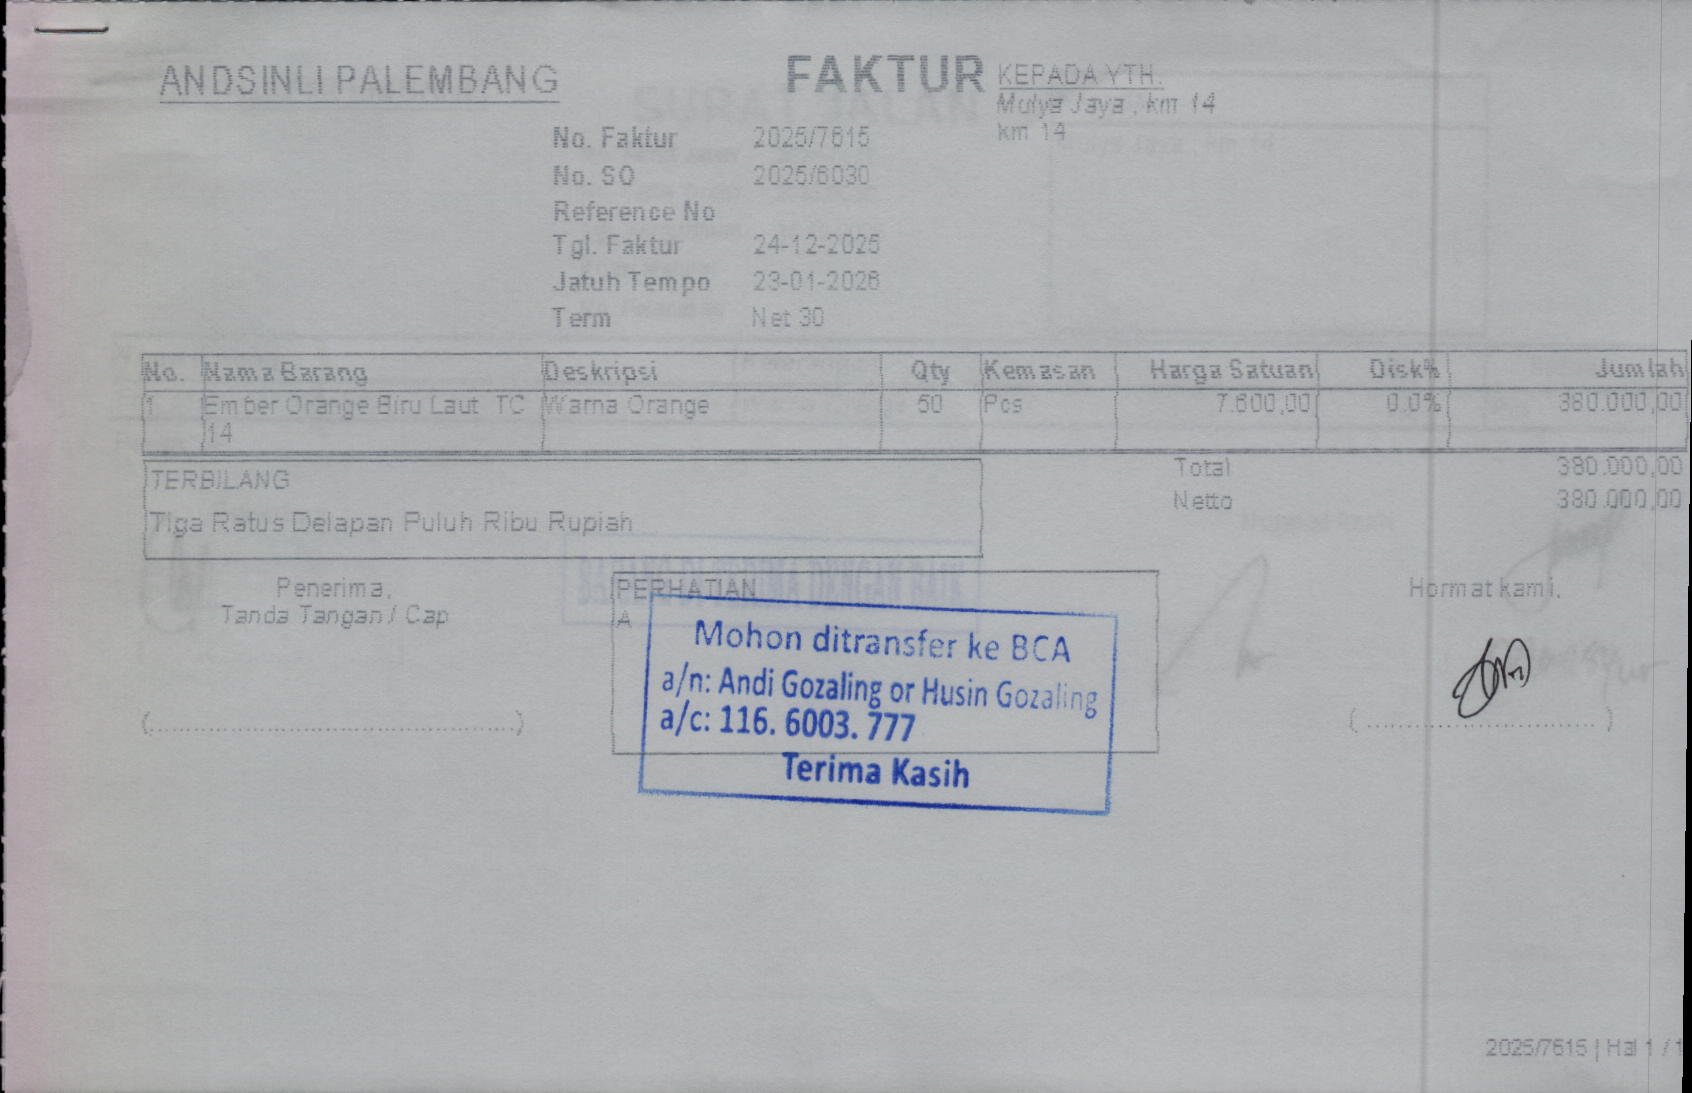 ANDSINLI PALEMBANG
FAKTUR
KEPADA YTH.
Mulya Jaya , km 14
km 14
No. Faktur 2025/7615
No. SO 2025/6030
Reference No
Tgl. Faktur 24-12-2025
Jatuh Tempo 23-01-2026
Term Net 30
No. Nama Barang Deskripsi Qty Kemasan Harga Satuan Disk% Jumlah
1 Ember Orange Biru Laut TC Warna Orange 50 Pcs 7.600,00 0.0% 380.000,00
14
Total 380.000,00
Netto 380.000,00
TERBILANG
Tiga Ratus Delapan Puluh Ribu Rupiah
Penerima,
Tanda Tangan / Cap
(......................................................)
PERHATIAN
A
Mohon ditransfer ke BCA
a/n: Andi Gozaling or Husin Gozaling
a/c: 116. 6003. 777
Terima Kasih
Hormat kami,
(..................................)
2025/7615 | Hal 1 / 1